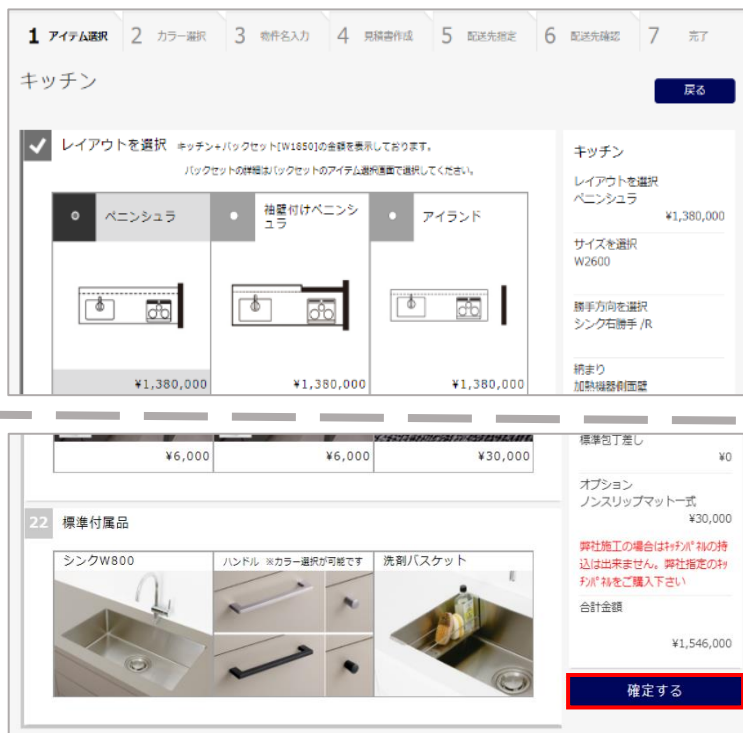 1 アイテム選択 2 カラー選択 3 物件名入力 4 見積書作成 5 配送先指定 6 配送先確認 7 完了
キッチン
戻る
レイアウトを選択 キッチン+バックセット[W1650]の金額を表示しております。
バックセットの詳細はバックセットのアイテム選択画面で選択してください。
ペニンシュラ
袖壁付けペニンシ
ュラ
アイランド
¥1,380,000
¥1,380,000
¥1,380,000
キッチン
レイアウトを選択
ペニンシュラ
¥1,380,000
サイズを選択
W2600
勝手方向を選択
シンク右勝手 /R
納まり
加熱機器側面壁
¥6,000
¥6,000
¥30,000
22 標準付属品
シンクW800
ハンドル ※カラー選択が可能です
洗剤バスケット
標準包丁差し
¥0
オプション
ノンスリップマット一式
¥30,000
弊社施工の場合はｷｯﾁﾝﾊﾟﾈﾙの持
込は出来ません。弊社指定のｷｯ
ﾁﾝﾊﾟﾈﾙをご購入下さい
合計金額
¥1,546,000
確定する